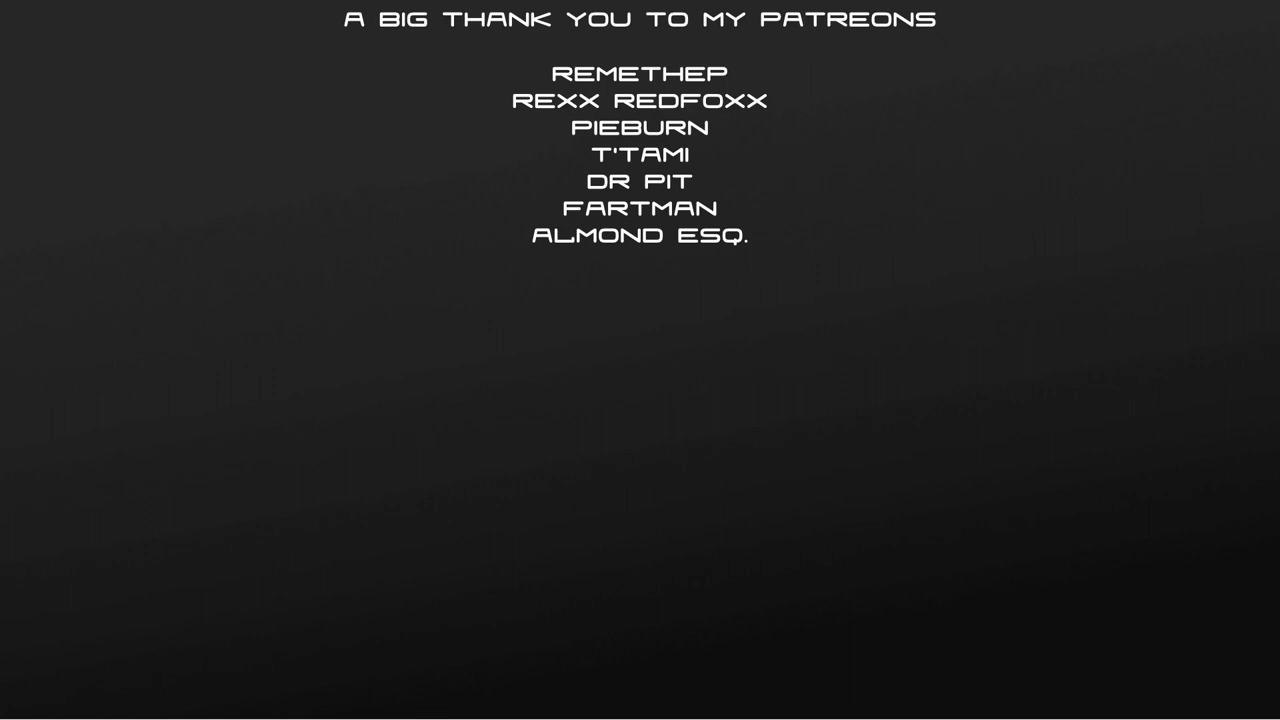 A BIG THANK YOU TO MY PATREONS
REMETHEP
REXX REDFOXX
PIEBURN
T'TAMI
DR PIT
FARTMAN
ALMOND ESQ.